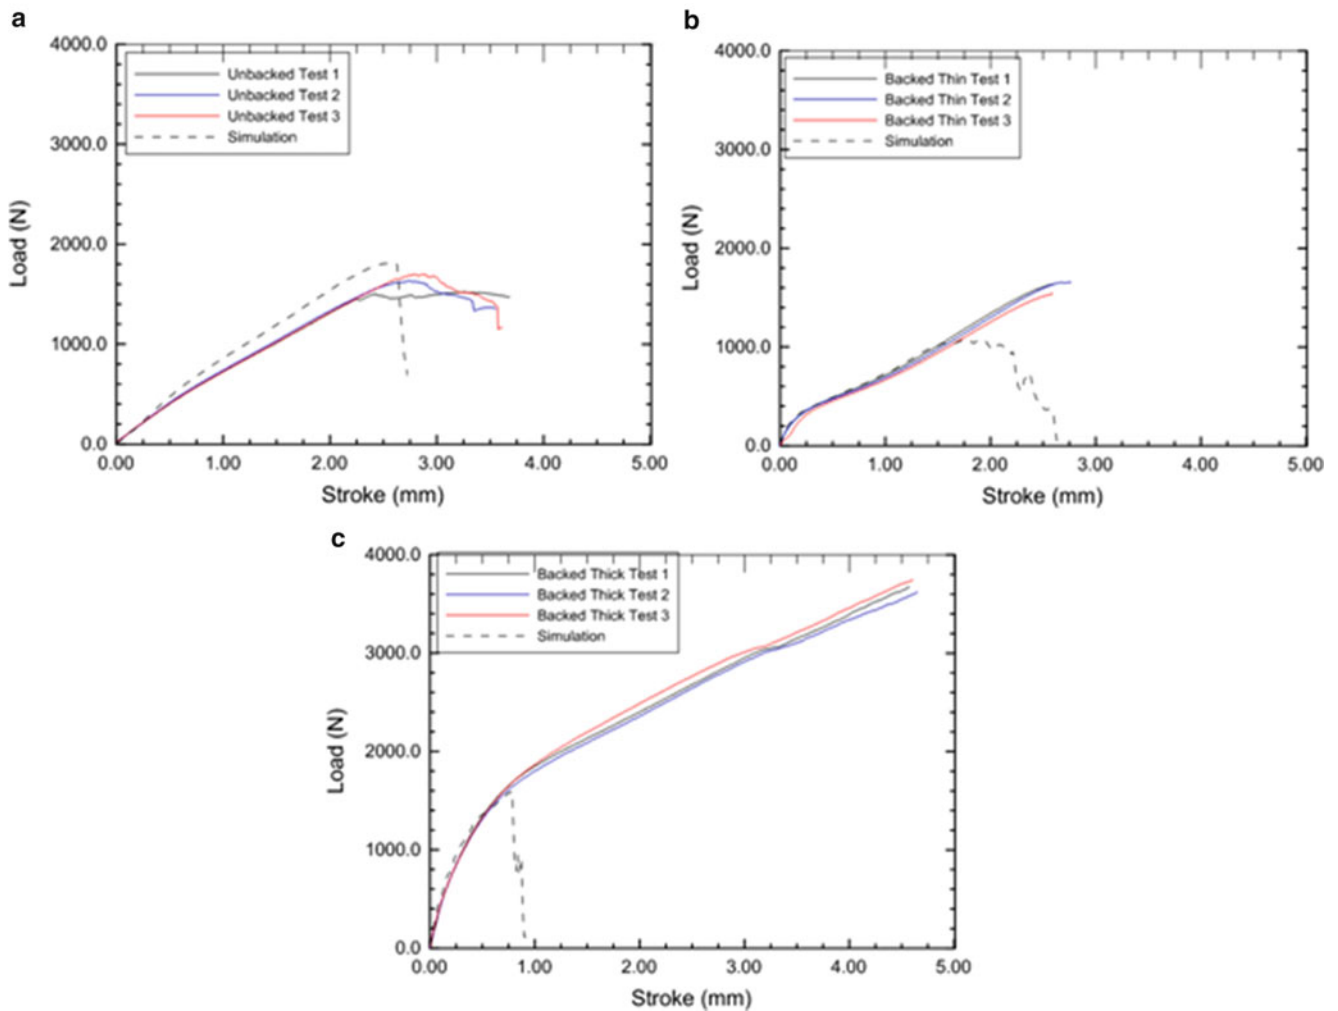 a
4000.0
3000.0
2000.0
1000.0
0.0
Load (N)
Unbacked Test 1
Unbacked Test 2
Unbacked Test 3
Simulation
0.00 1.00 2.00 3.00 4.00 5.00
Stroke (mm)
b
4000.0
3000.0
2000.0
1000.0
0.0
Load (N)
Backed Thin Test 1
Backed Thin Test 2
Backed Thin Test 3
Simulation
0.00 1.00 2.00 3.00 4.00 5.00
Stroke (mm)
c
4000.0
3000.0
2000.0
1000.0
0.0
Load (N)
Backed Thick Test 1
Backed Thick Test 2
Backed Thick Test 3
Simulation
0.00 1.00 2.00 3.00 4.00 5.00
Stroke (mm)